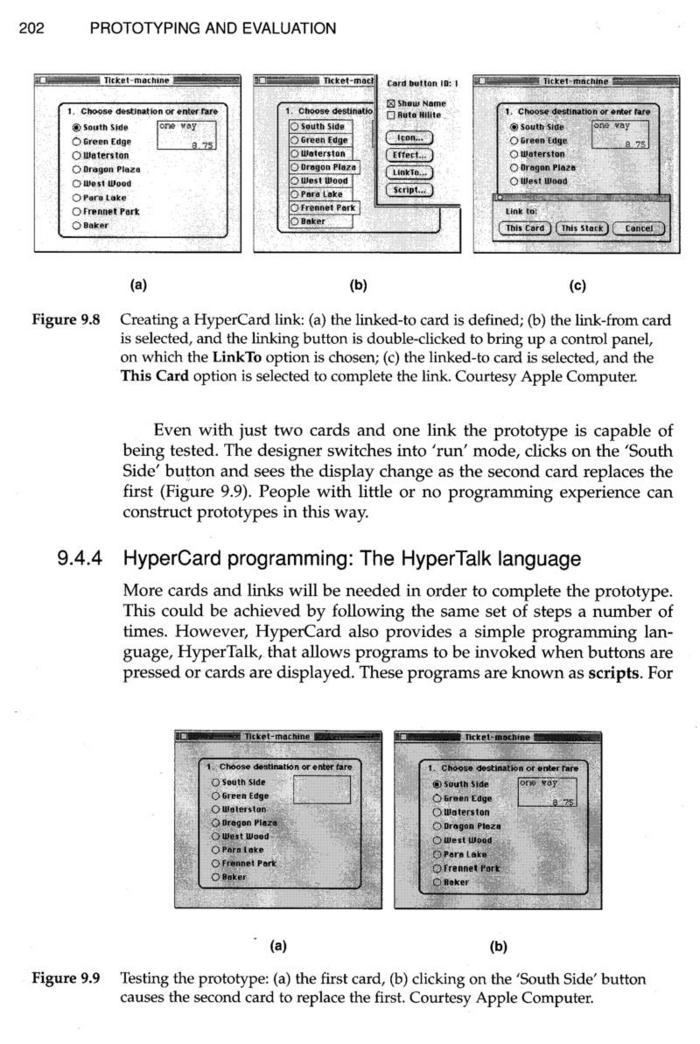 202 PROTOTYPING AND EVALUATION
Ticket-machine
1. Choose destination or enter fare
South Side
Green Edge
Waterston
Dragon Plaza
West Wood
Para Lake
Frennet Park
Baker
one way
8.75
Ticket-mach
1. Choose destinatio
South Side
Green Edge
Waterston
Dragon Plaza
West Wood
Para Lake
Frennet Park
Baker
Card button ID: 1
Show Name
Auto Hilite
Icon...
Effect...
LinkTo...
Script...
Ticket-machine
1. Choose destination or enter fare
South Side
Green Edge
Waterston
Dragon Plaza
West Wood
one way
8.75
Link to:
This Card This Stack Cancel
(a) (b) (c)
Figure 9.8 Creating a HyperCard link: (a) the linked-to card is defined; (b) the link-from card
is selected, and the linking button is double-clicked to bring up a control panel,
on which the LinkTo option is chosen; (c) the linked-to card is selected, and the
This Card option is selected to complete the link. Courtesy Apple Computer.
Even with just two cards and one link the prototype is capable of
being tested. The designer switches into 'run' mode, clicks on the 'South
Side' button and sees the display change as the second card replaces the
first (Figure 9.9). People with little or no programming experience can
construct prototypes in this way.
9.4.4 HyperCard programming: The HyperTalk language
More cards and links will be needed in order to complete the prototype.
This could be achieved by following the same set of steps a number of
times. However, HyperCard also provides a simple programming lan-
guage, HyperTalk, that allows programs to be invoked when buttons are
pressed or cards are displayed. These programs are known as scripts. For
Ticket-machine
1. Choose destination or enter fare
South Side
Green Edge
Waterston
Dragon Plaza
West Wood
Para Lake
Frennet Park
Baker
Ticket-machine
1. Choose destination or enter fare
South Side
Green Edge
Waterston
Dragon Plaza
West Wood
Para Lake
Frennet Park
Baker
one way
8.75
(a) (b)
Figure 9.9 Testing the prototype: (a) the first card, (b) clicking on the 'South Side' button
causes the second card to replace the first. Courtesy Apple Computer.